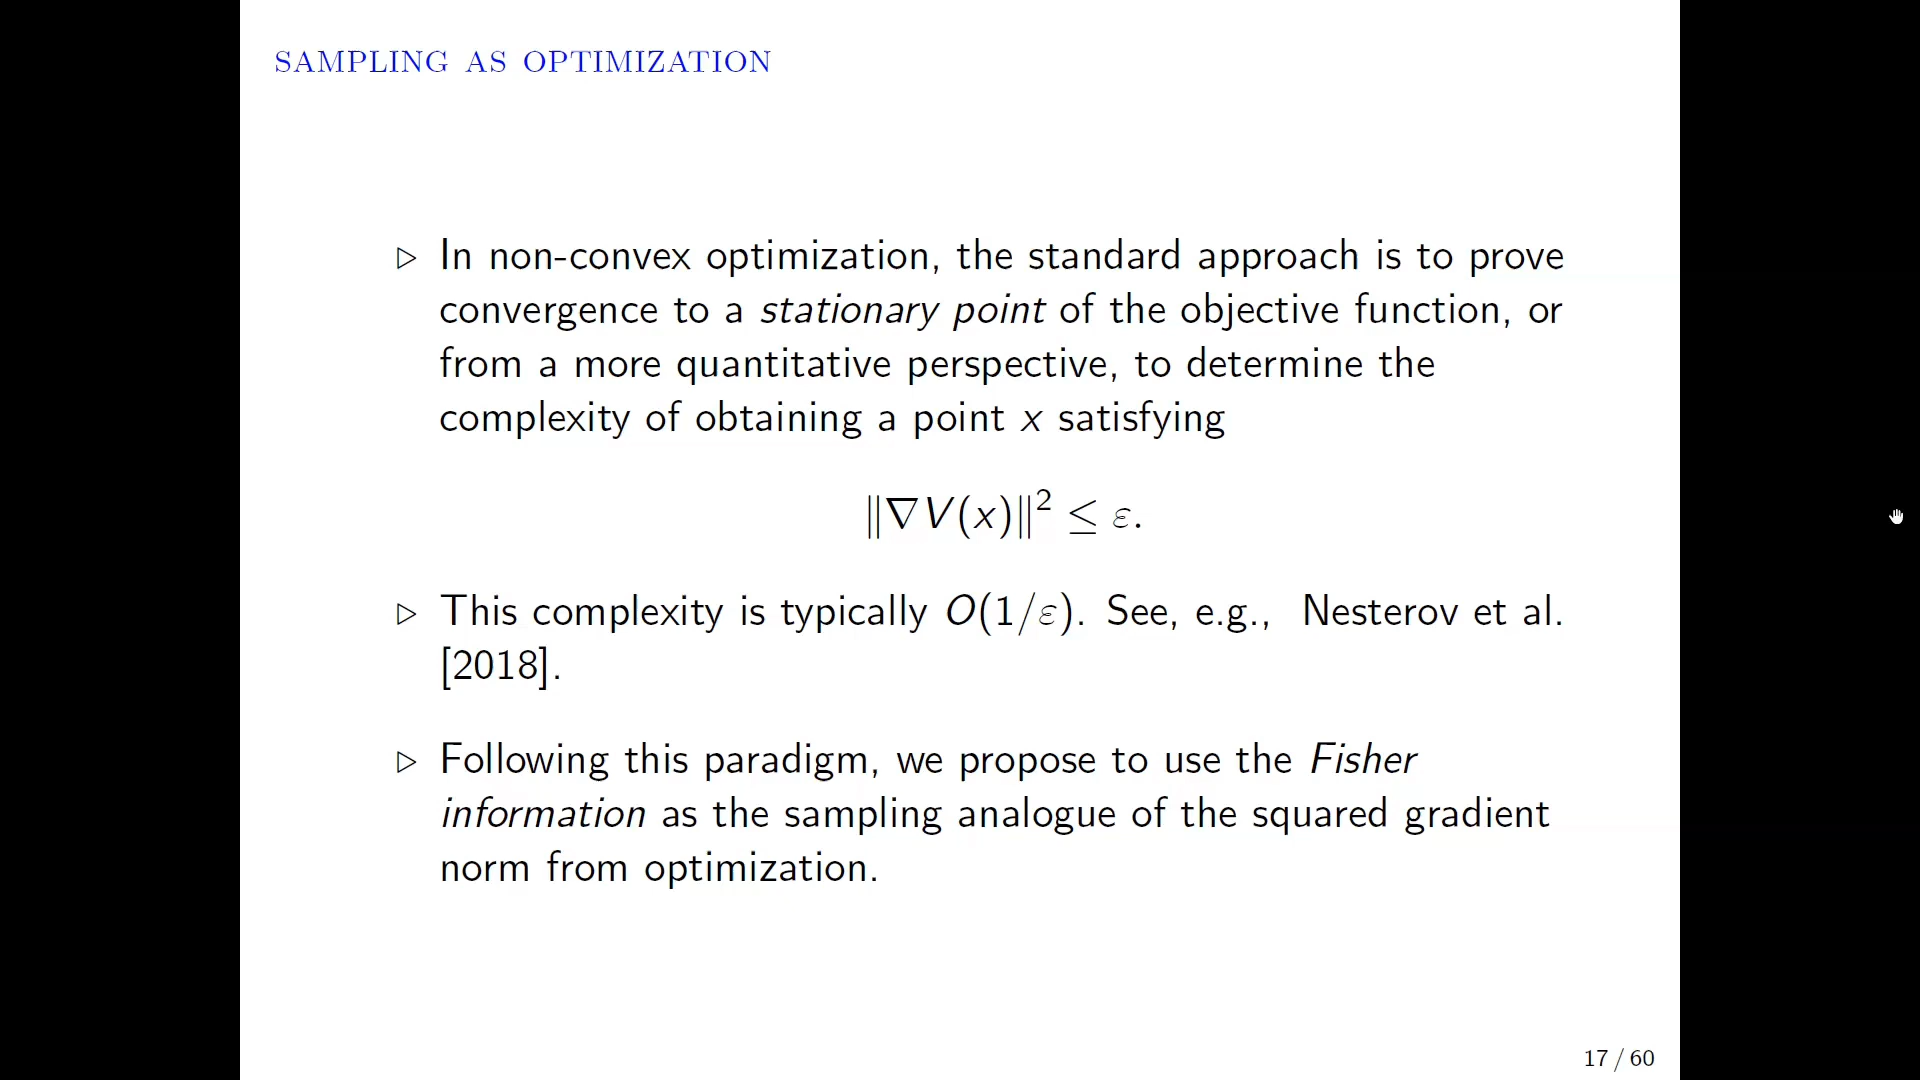 SAMPLING AS OPTIMIZATION
▷ In non-convex optimization, the standard approach is to prove
convergence to a stationary point of the objective function, or
from a more quantitative perspective, to determine the
complexity of obtaining a point x satisfying
‖∇V(x)‖² ≤ ε.
▷ This complexity is typically O(1/ε). See, e.g., Nesterov et al.
[2018].
▷ Following this paradigm, we propose to use the Fisher
information as the sampling analogue of the squared gradient
norm from optimization.
17 / 60